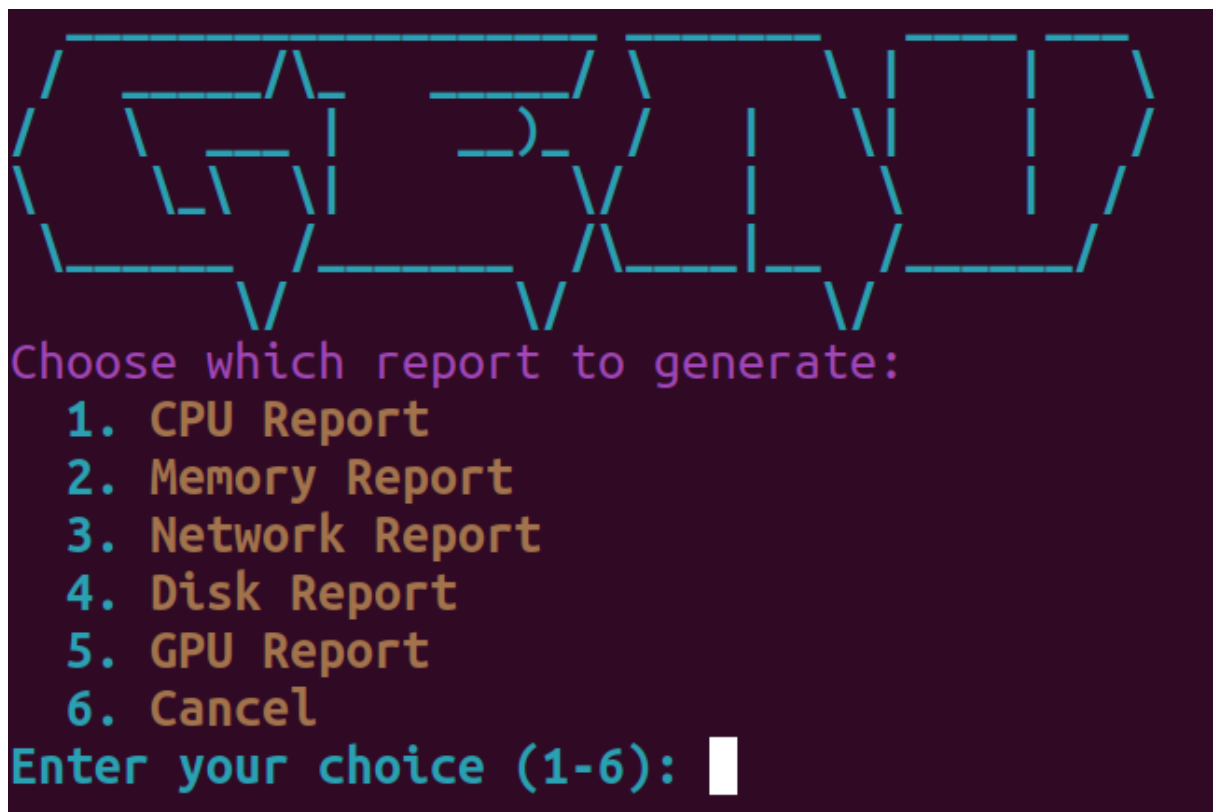 GENU
Choose which report to generate:
1. CPU Report
2. Memory Report
3. Network Report
4. Disk Report
5. GPU Report
6. Cancel
Enter your choice (1-6):